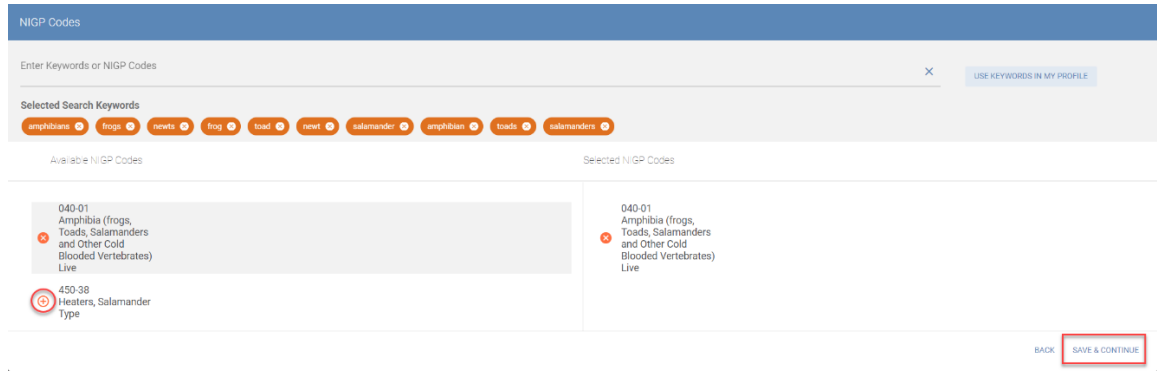 NIGP Codes
Enter Keywords or NIGP Codes
USE KEYWORDS IN MY PROFILE
Selected Search Keywords
amphibians frogs newts frog toad newt salamander amphibian toads salamanders
Available NIGP Codes
Selected NIGP Codes
040-01
Amphibia (frogs,
Toads, Salamanders
and Other Cold
Blooded Vertebrates)
Live
450-38
Heaters, Salamander
Type
040-01
Amphibia (frogs,
Toads, Salamanders
and Other Cold
Blooded Vertebrates)
Live
BACK SAVE & CONTINUE